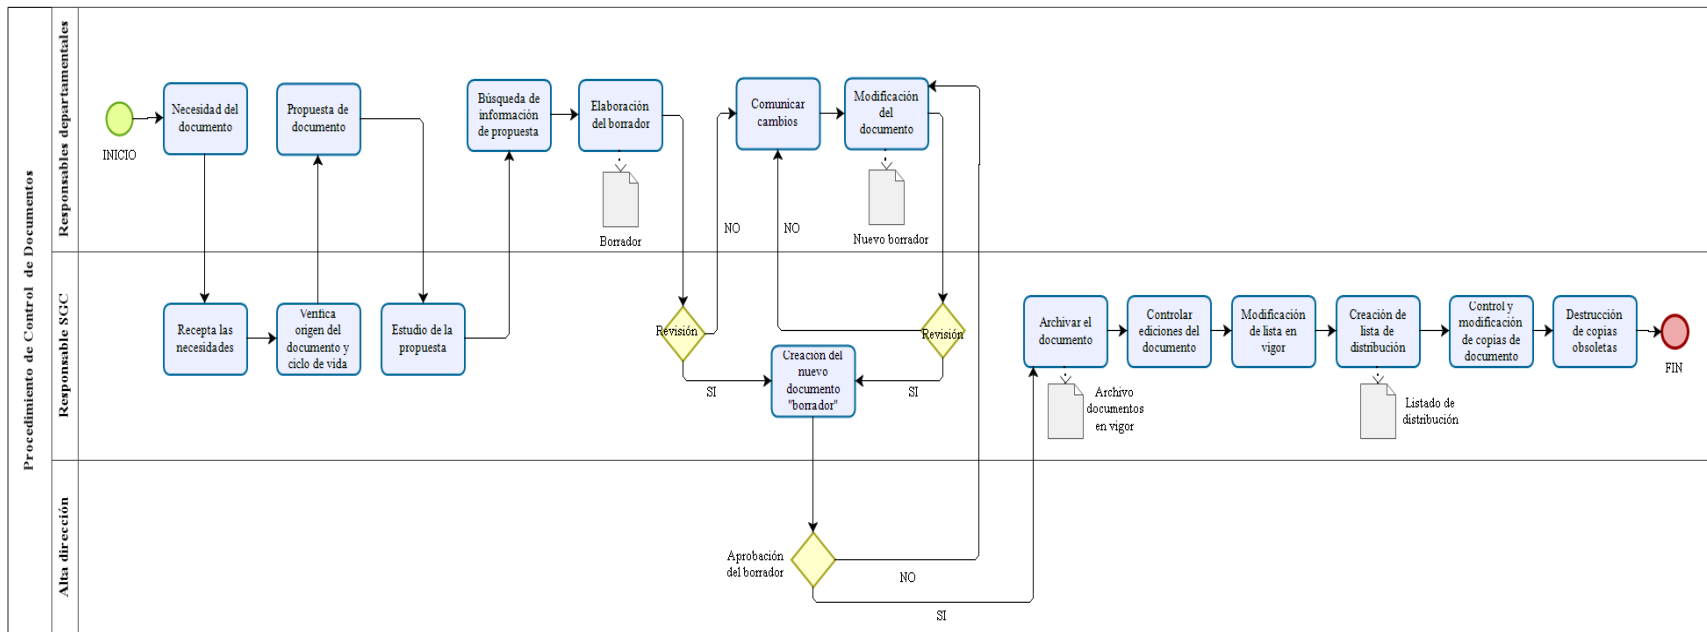 Procedimiento de Control  de Documentos
Responsables departamentales
INICIO
Necesidad del
documento
Propuesta de
documento
Búsqueda de
información
de propuesta
Elaboración
del borrador
Borrador
Comunicar
cambios
Modificación
del
documento
Nuevo borrador
NO
NO
Responsable SGC
Recepta las
necesidades
Verifica
origen del
documento y
ciclo de vida
Estudio de la
propuesta
Revisión
Revisión
SI
SI
Creación del
nuevo
documento
"borrador"
Archivar el
documento
Archivo
documentos
en vigor
Controlar
ediciones del
documento
Modificación
de lista en
vigor
Creación de
lista de
distribución
Listado de
distribución
Control y
modificación
de copias de
documento
Destrucción
de copias
obsoletas
FIN
Alta dirección
Aprobación
del borrador
NO
SI